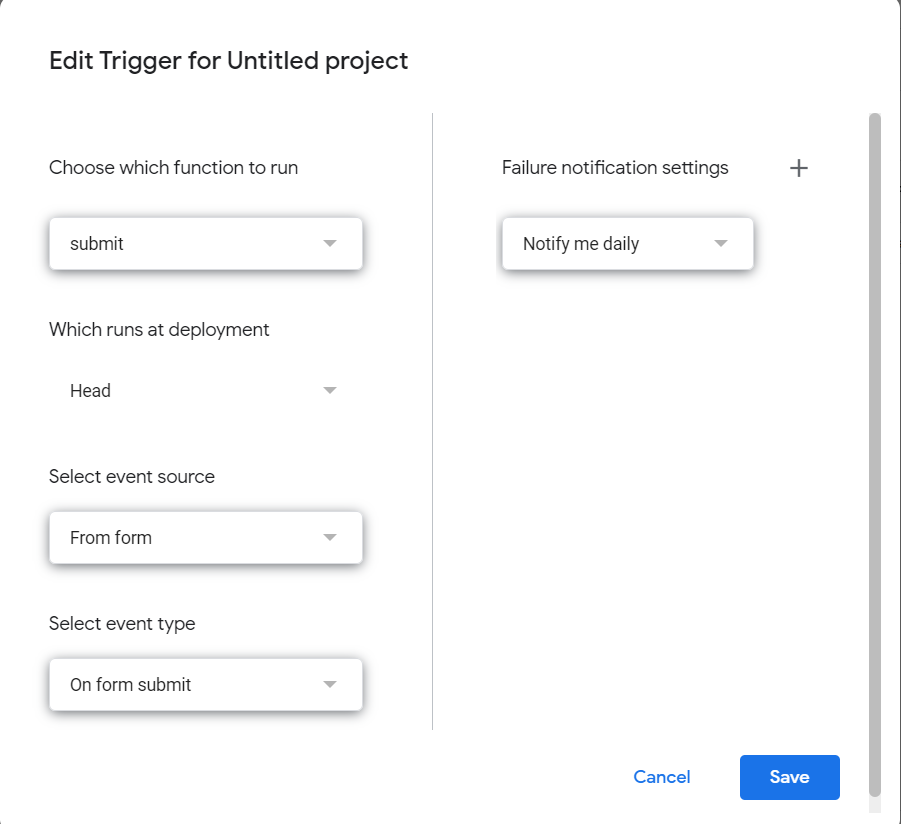 Edit Trigger for Untitled project
Choose which function to run
submit
Which runs at deployment
Head
Select event source
From form
Select event type
On form submit
Failure notification settings
Notify me daily
Cancel
Save